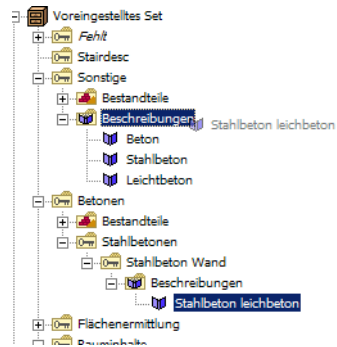 Voreingestelltes Set
Fehlt
Stairdesc
Sonstige
Bestandteile
Beschreibungen Stahlbeton leichbeton
Beton
Stahlbeton
Leichtbeton
Betonen
Bestandteile
Stahlbetonen
Stahlbeton Wand
Beschreibungen
Stahlbeton leichbeton
Flächenermittlung
Rauminhalte